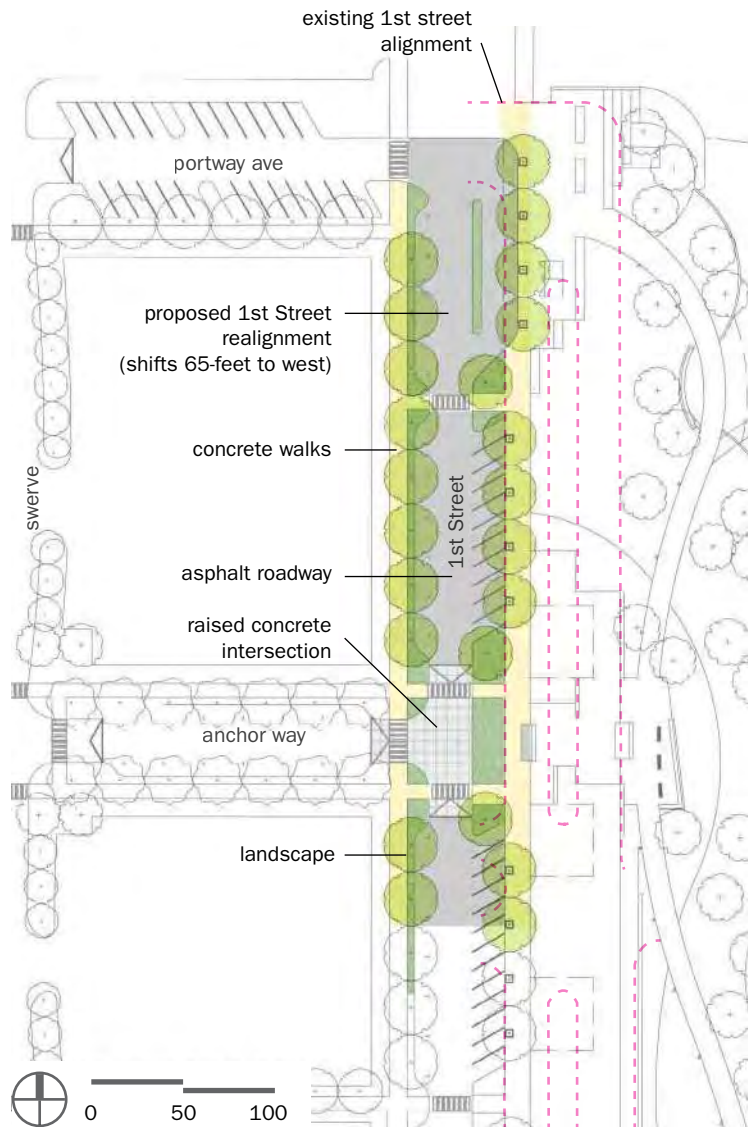 existing 1st street
alignment
portway ave
proposed 1st Street
realignment
(shifts 65-feet to west)
concrete walks
swerve
1st Street
asphalt roadway
raised concrete
intersection
anchor way
landscape
0 50 100